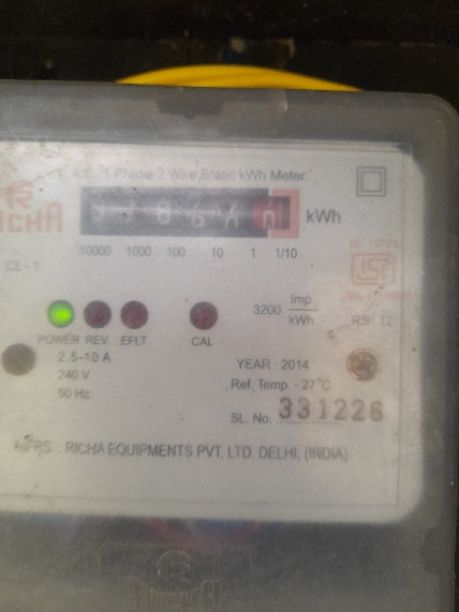 RICHA
A.C. 1 Phase 2 Wire Static kWh Meter.
kWh
10000 1000 100 10 1 1/10
CL - 1
3200 Imp
kWh
POWER REV. EFLT CAL
2.5-10 A
240 V.
50 Hz.
YEAR : 2014
Ref. Temp. - 27°C
SL. No. 331226
MFRS. : RICHA EQUIPMENTS PVT. LTD. DELHI, (INDIA)